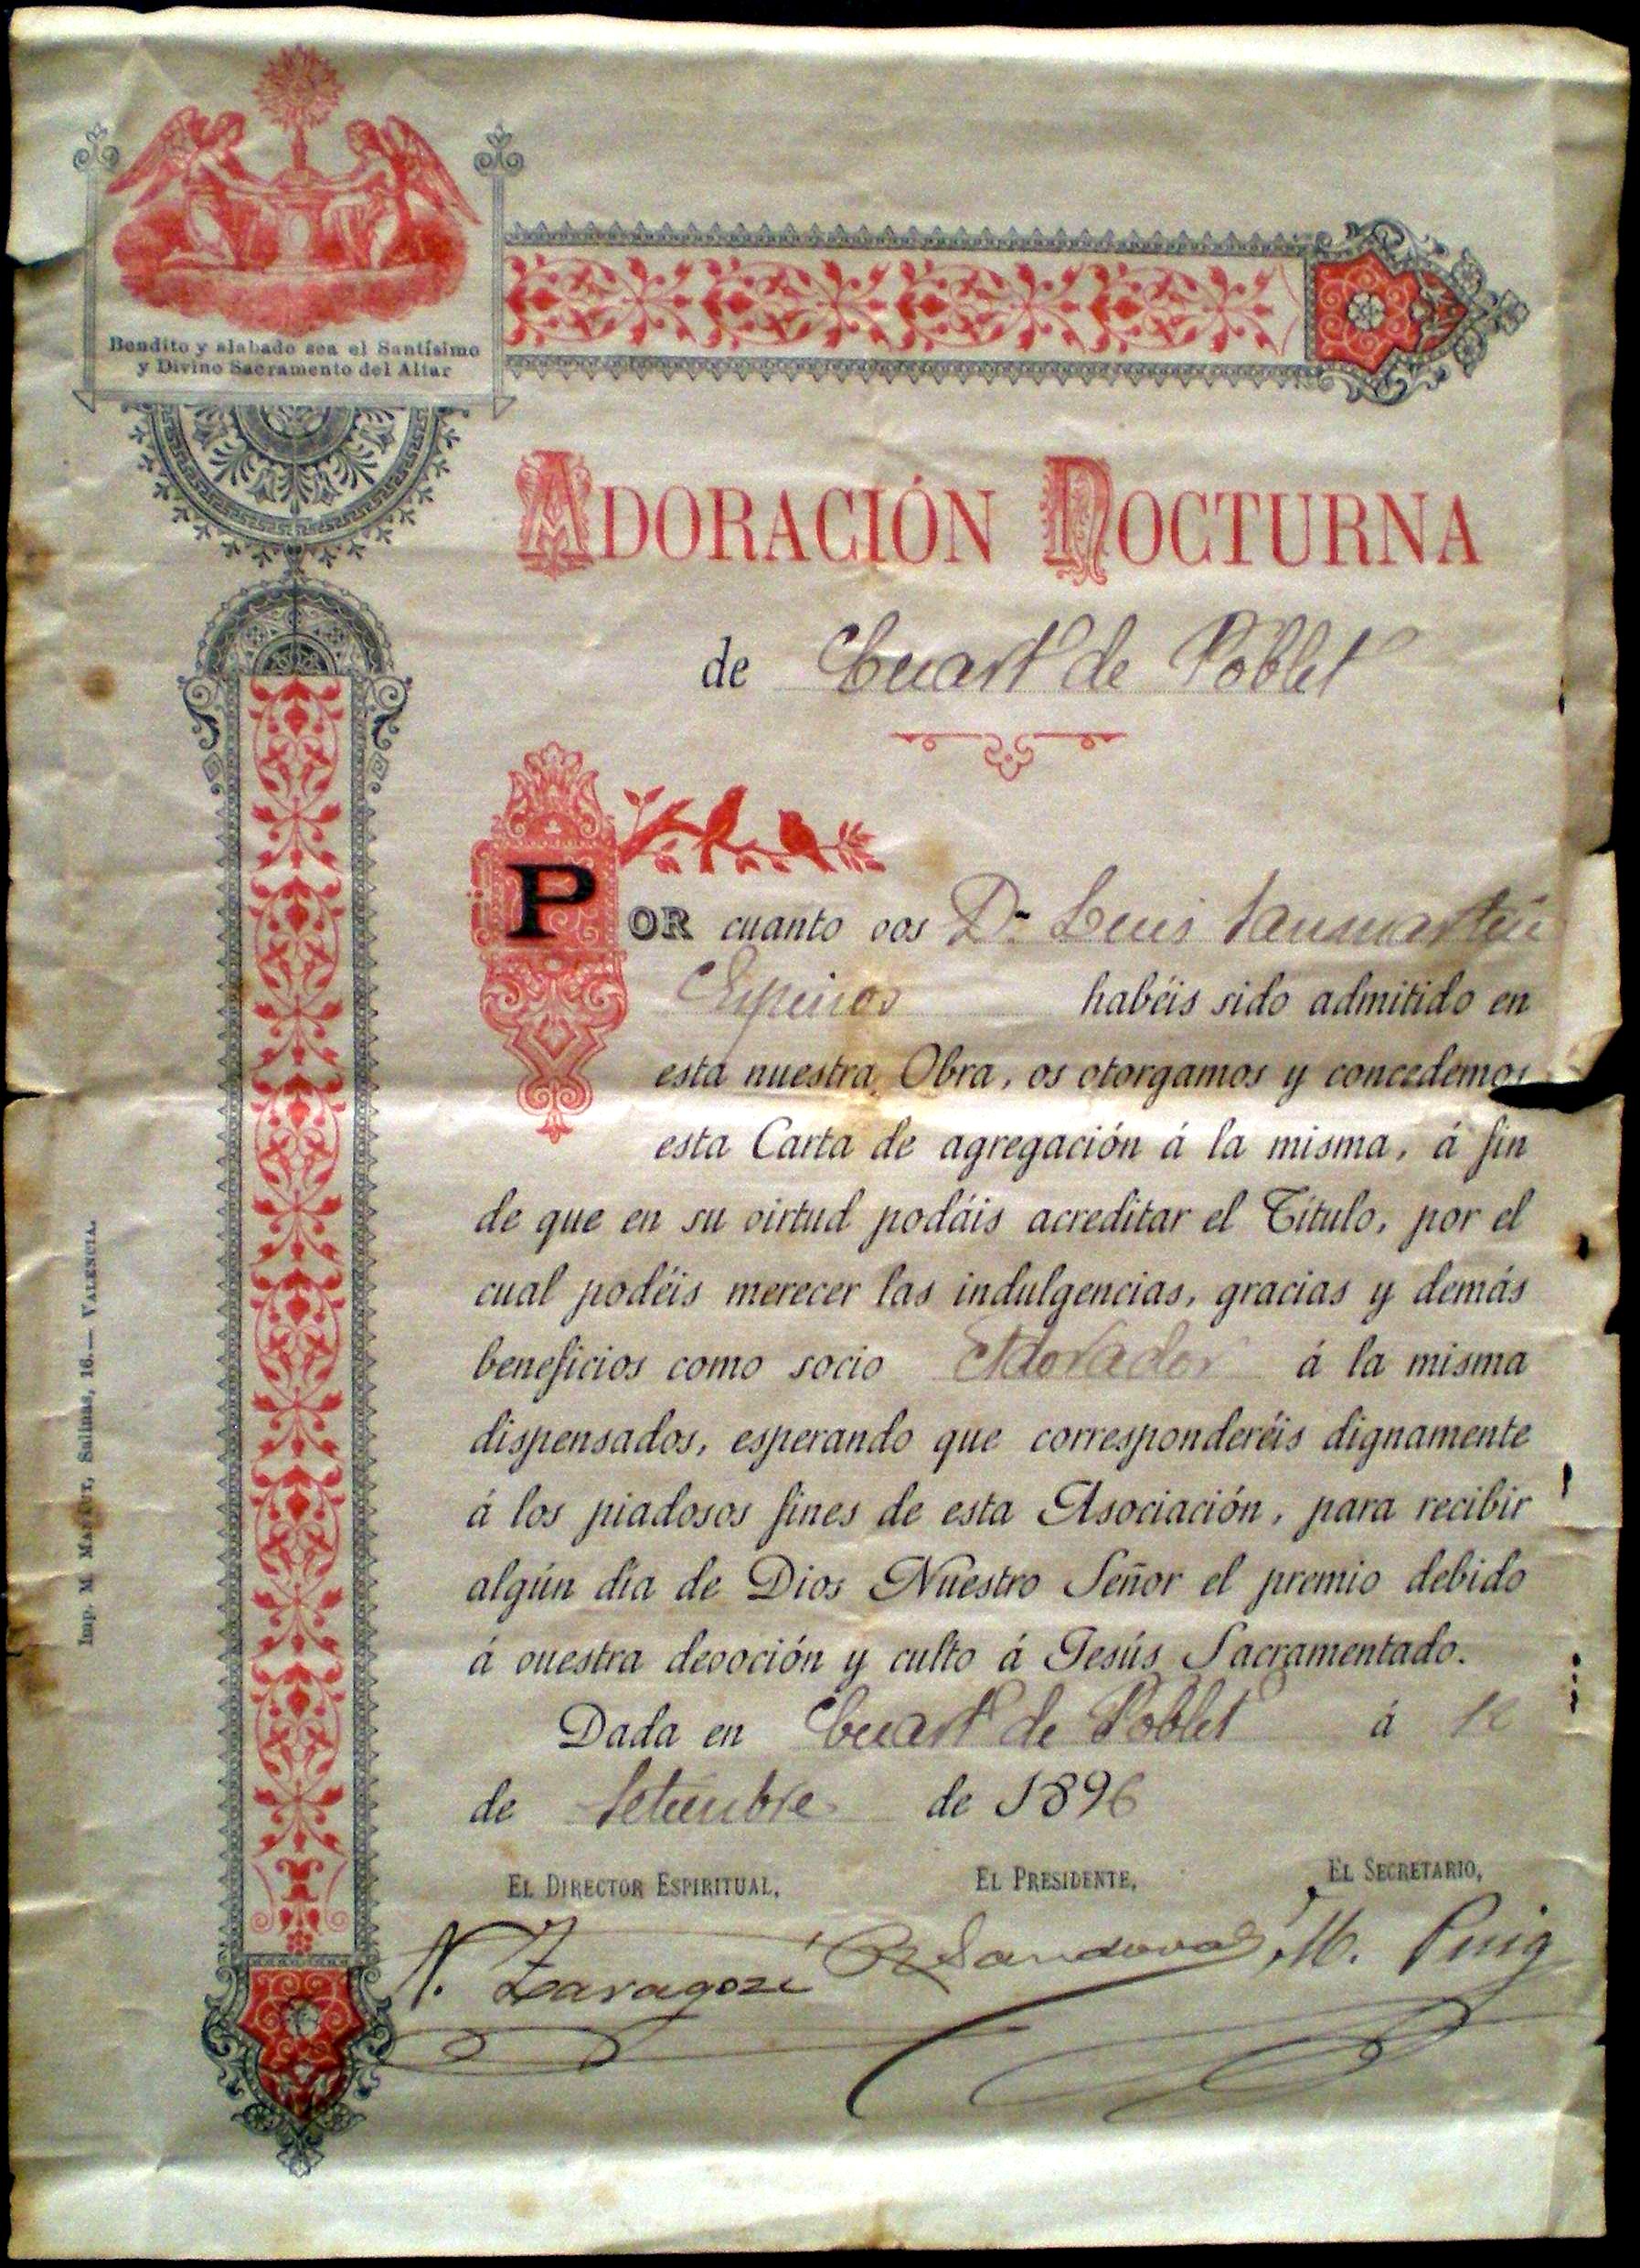 Bendito y alabado sea el Santísimo
y Divino Sacramento del Altar
ADORACIÓN NOCTURNA
de Cuart de Poblet
POR cuanto vos Dn Luis Sanmartín
Espinos habéis sido admitido en
esta nuestra Obra, os otorgamos y concedemos
esta Carta de agregación á la misma, á fin
de que en su virtud podáis acreditar el Título, por el
cual podéis merecer las indulgencias, gracias y demás
beneficios como socio Adorador á la misma
dispensados, esperando que corresponderéis dignamente
á los piadosos fines de esta Asociación, para recibir
algún día de Dios Nuestro Señor el premio debido
á vuestra devoción y culto á Jesús Sacramentado.
Dada en Cuart de Poblet á
de Setiembre de 1896
EL DIRECTOR ESPIRITUAL, EL PRESIDENTE, EL SECRETARIO,
N. Zaragozá R Sandoval M. Puig
Imp. M. Salinas, 16.—VALENCIA.